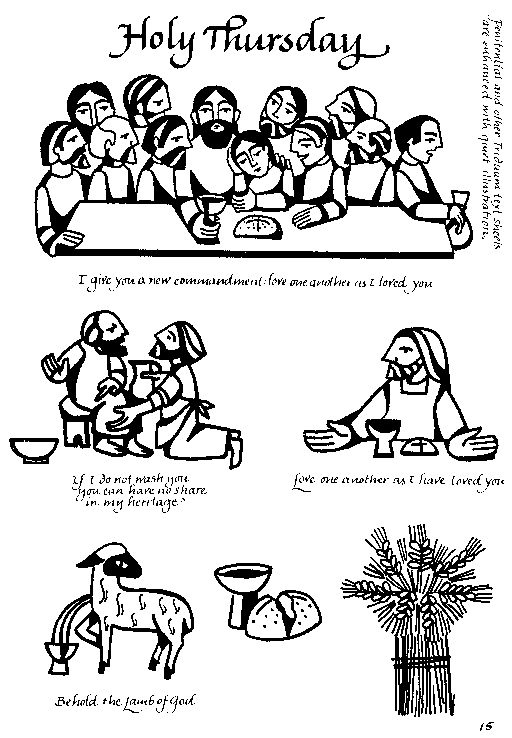 Holy Thursday
Penitential and other Triduum text sheets
are enhanced with quiet illustration.
I give you a new commandment: love one another as I loved you
If I do not wash you
you can have no share
in my heritage.
Love one another as I have loved you
Behold the Lamb of God
15